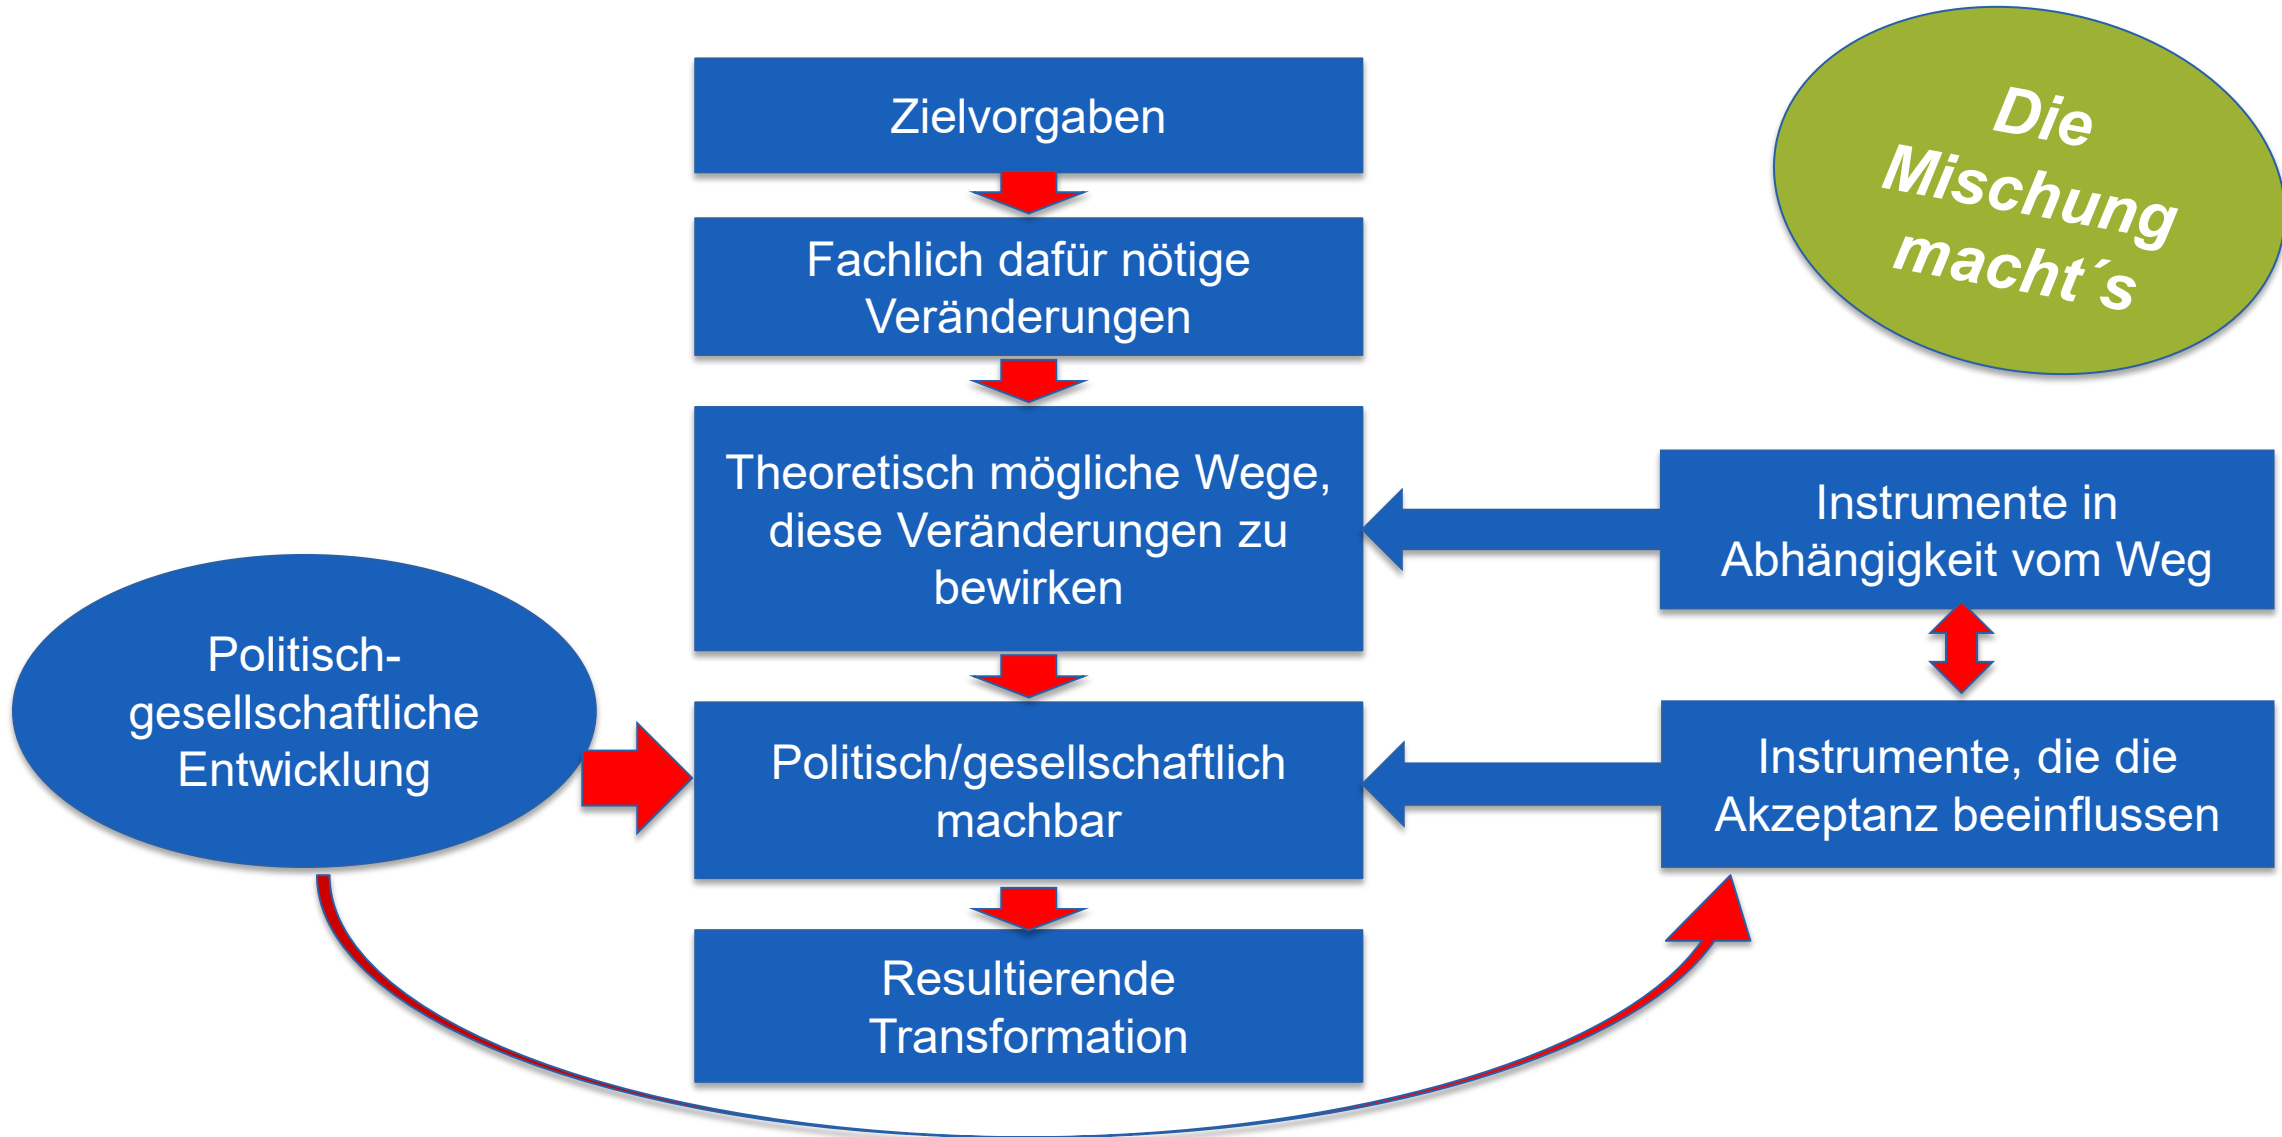 Zielvorgaben
Die
Mischung
macht´s
Fachlich dafür nötige
Veränderungen
Theoretisch mögliche Wege,
diese Veränderungen zu
bewirken
Instrumente in
Abhängigkeit vom Weg
Politisch-
gesellschaftliche
Entwicklung
Politisch/gesellschaftlich
machbar
Instrumente, die die
Akzeptanz beeinflussen
Resultierende
Transformation